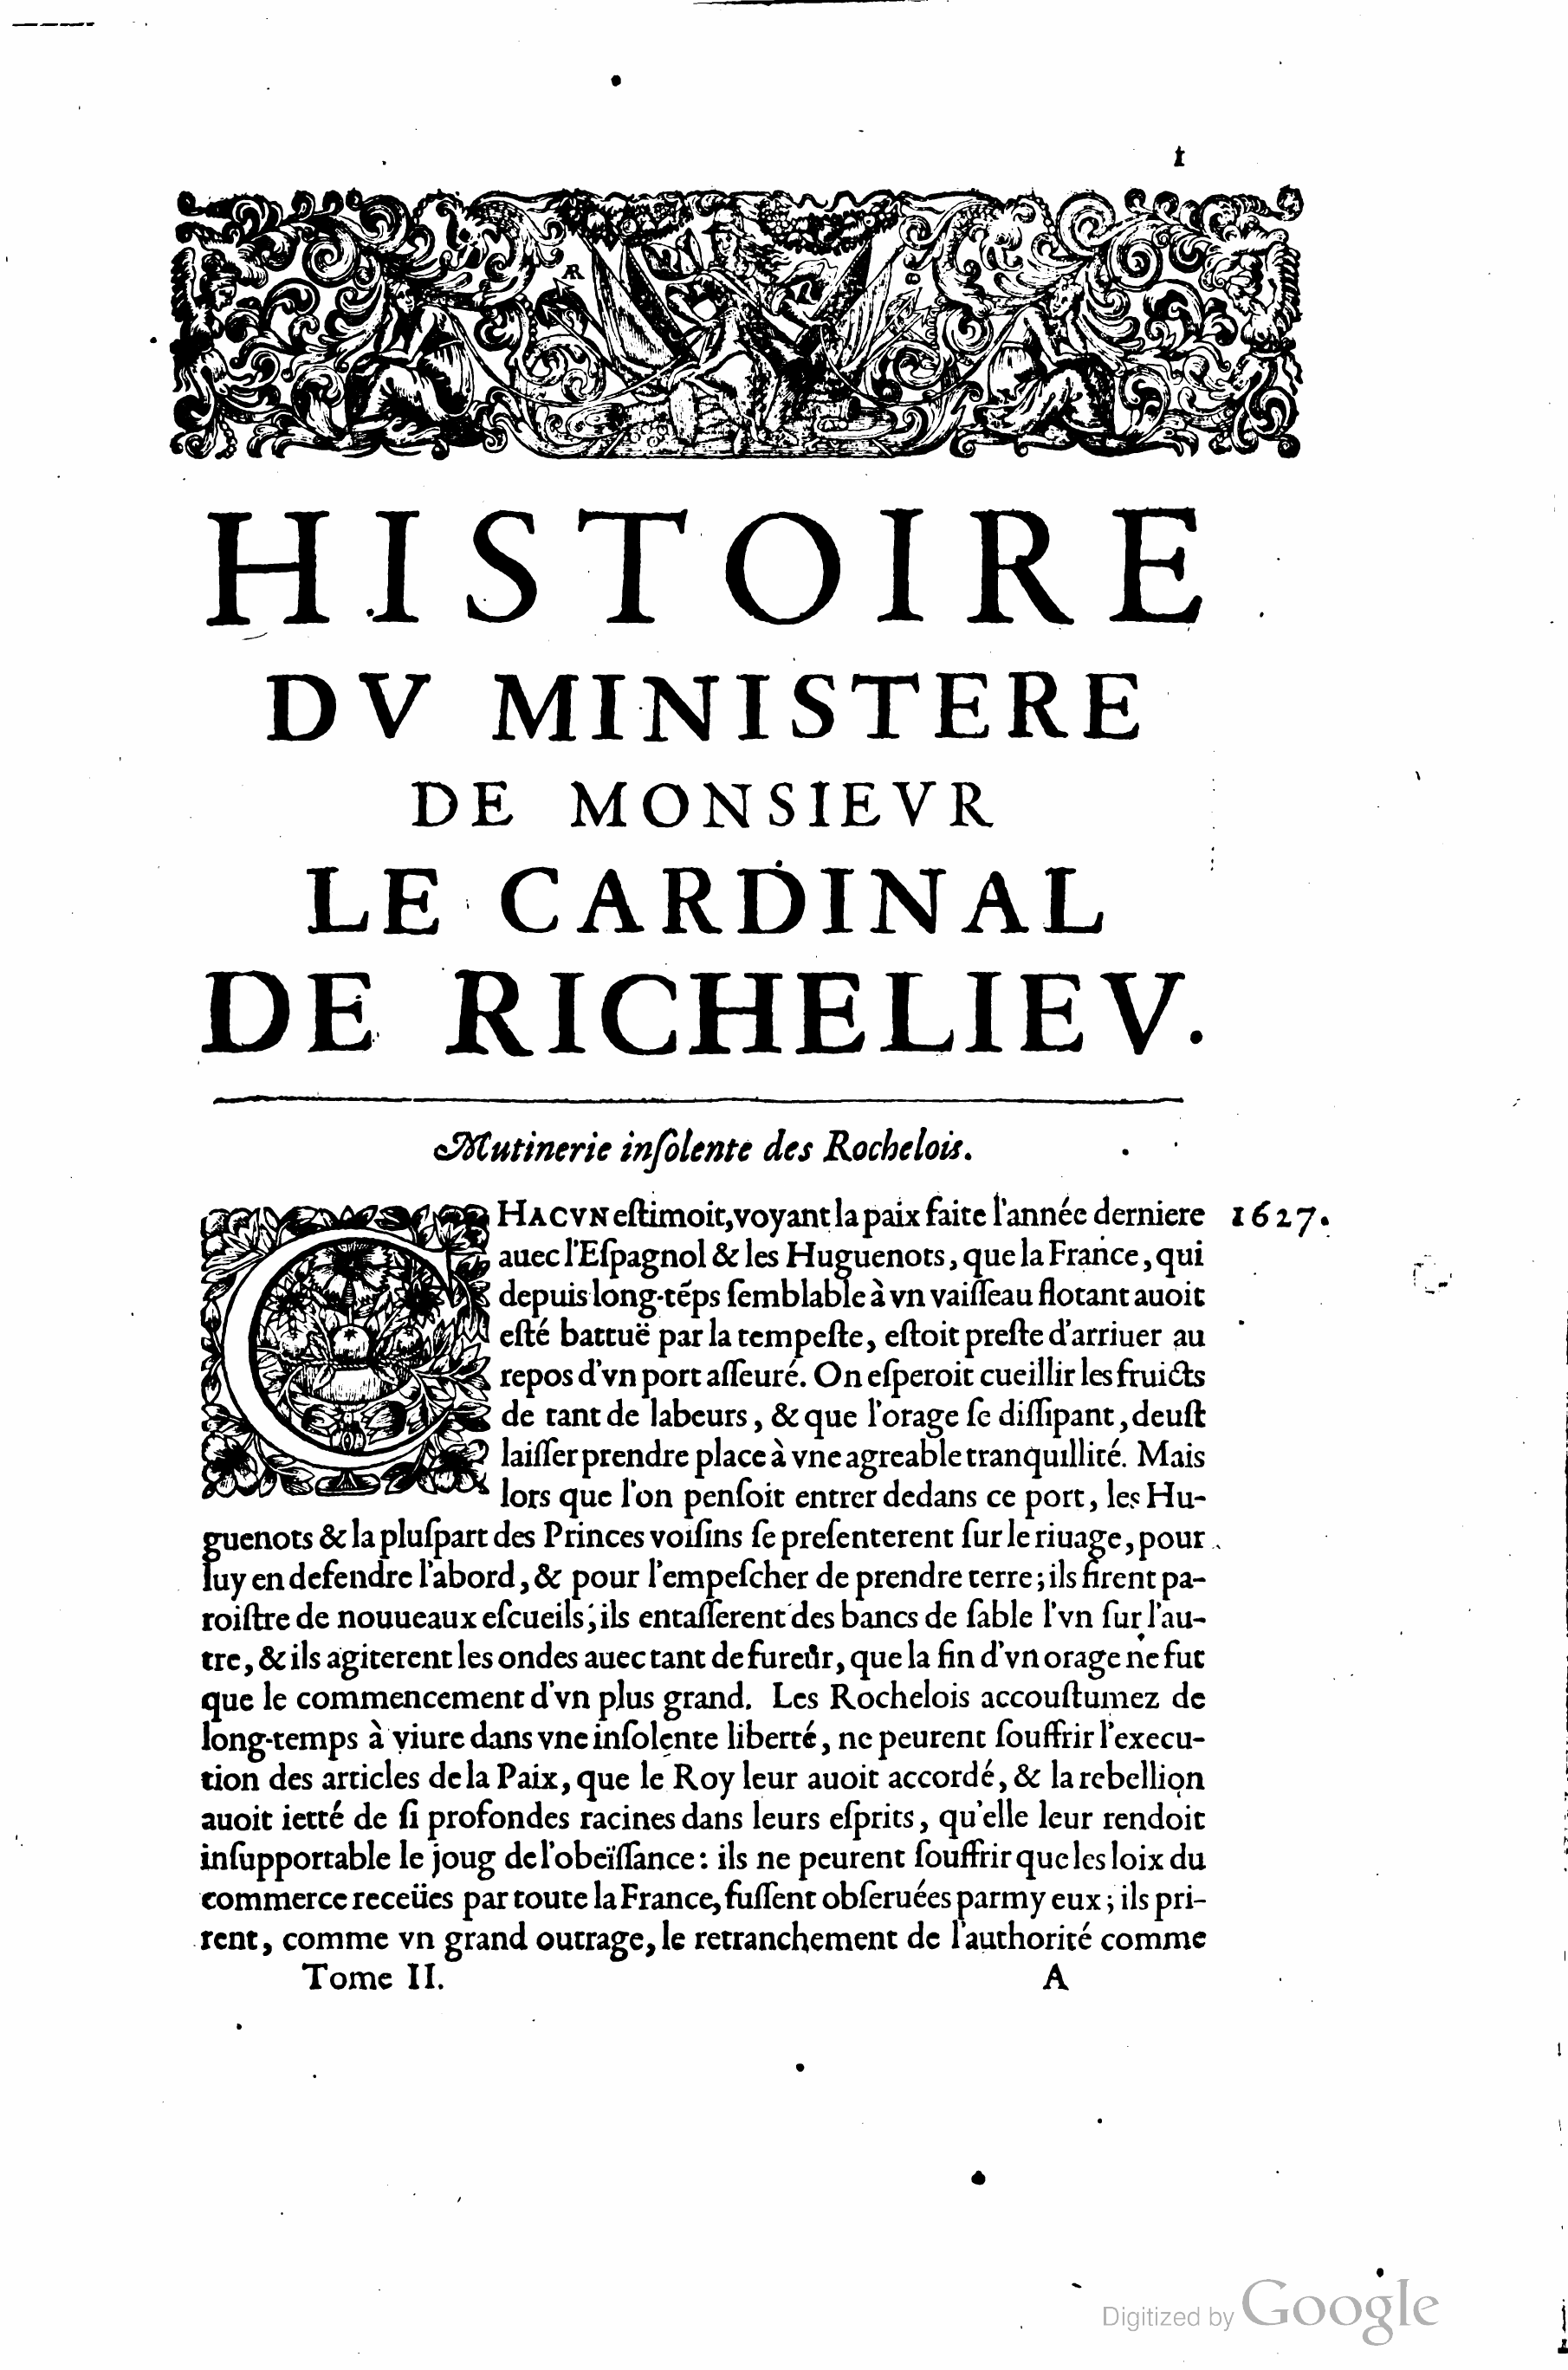 1
HISTOIRE
DV MINISTERE
DE MONSIEVR
LE CARDINAL
DE RICHELIEV.
Mutinerie inſolente des Rochelois.
CHACVN eſtimoit, voyant la paix faite l'année derniere 1627.
auec l'Eſpagnol & les Huguenots, que la France, qui
depuis long-tẽps ſemblable à vn vaiſſeau flotant auoit
eſté battuë par la tempeſte, eſtoit preſte d'arriuer au
repos d'vn port aſſeuré. On eſperoit cueillir les fruicts
de tant de labeurs, & que l'orage ſe diſſipant, deuſt
laiſſer prendre place à vne agreable tranquillité. Mais
lors que l'on penſoit entrer dedans ce port, les Hu-
guenots & la pluſpart des Princes voiſins ſe preſenterent ſur le riuage, pour
luy en defendre l'abord, & pour l'empeſcher de prendre terre; ils firent pa-
roiſtre de nouueaux eſcueils; ils entaſſerent des bancs de ſable l'vn ſur l'au-
tre, & ils agiterent les ondes auec tant de fureur, que la fin d'vn orage ne fut
que le commencement d'vn plus grand. Les Rochelois accouſtumez de
long-temps à viure dans vne inſolente liberté, ne peurent ſouffrir l'execu-
tion des articles de la Paix, que le Roy leur auoit accordé, & la rebellion
auoit ietté de ſi profondes racines dans leurs eſprits, qu'elle leur rendoit
inſupportable le joug de l'obeïſſance: ils ne peurent ſouffrir que les loix du
commerce receües par toute la France, fuſſent obſeruées parmy eux; ils pri-
rent, comme vn grand outrage, le retranchement de l'authorité comme
Tome II. A
Digitized by Google